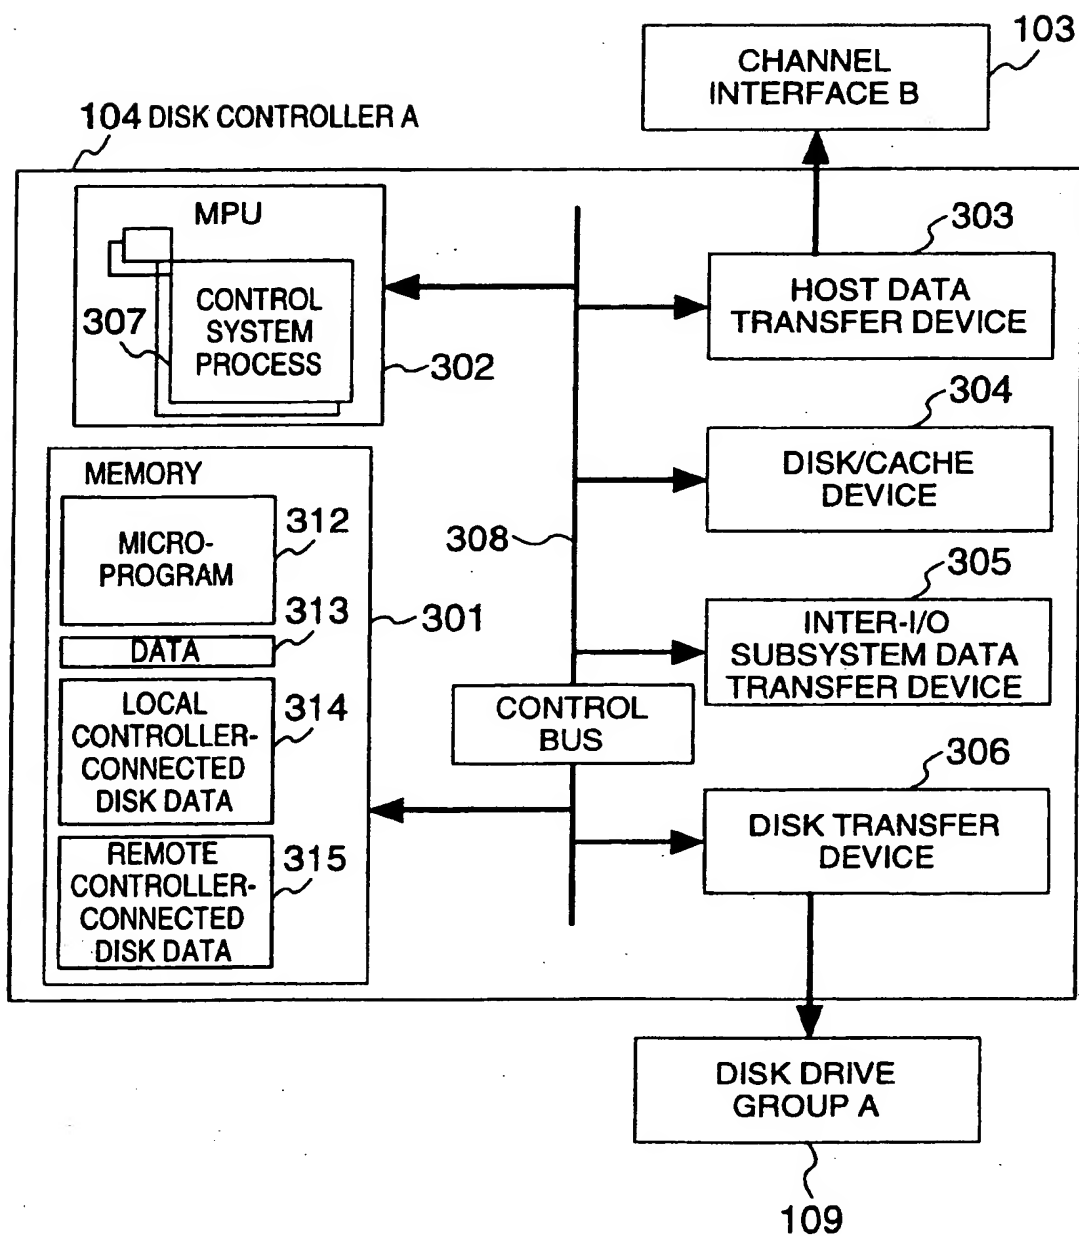 103
CHANNEL
INTERFACE B
104 DISK CONTROLLER A
MPU
307
CONTROL
SYSTEM
PROCESS
302
303
HOST DATA
TRANSFER DEVICE
304
DISK/CACHE
DEVICE
MEMORY
MICRO-
PROGRAM
312
313
DATA
301
LOCAL
CONTROLLER-
CONNECTED
DISK DATA
314
REMOTE
CONTROLLER-
CONNECTED
DISK DATA
315
308
CONTROL
BUS
305
INTER-I/O
SUBSYSTEM DATA
TRANSFER DEVICE
306
DISK TRANSFER
DEVICE
DISK DRIVE
GROUP A
109